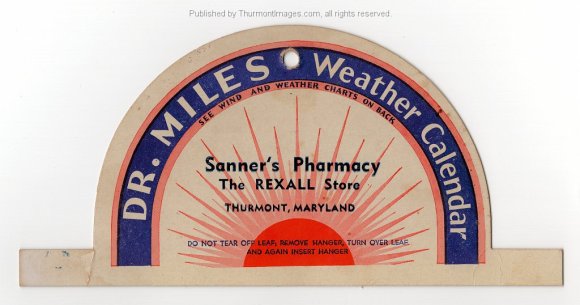 Published by ThurmontImages.com, all rights reserved.
DR. MILES Weather Calendar
SEE WIND AND WEATHER CHARTS ON BACK
Sanner's Pharmacy
The REXALL Store
THURMONT, MARYLAND
DO NOT TEAR OFF LEAF, REMOVE HANGER, TURN OVER LEAF
AND AGAIN INSERT HANGER